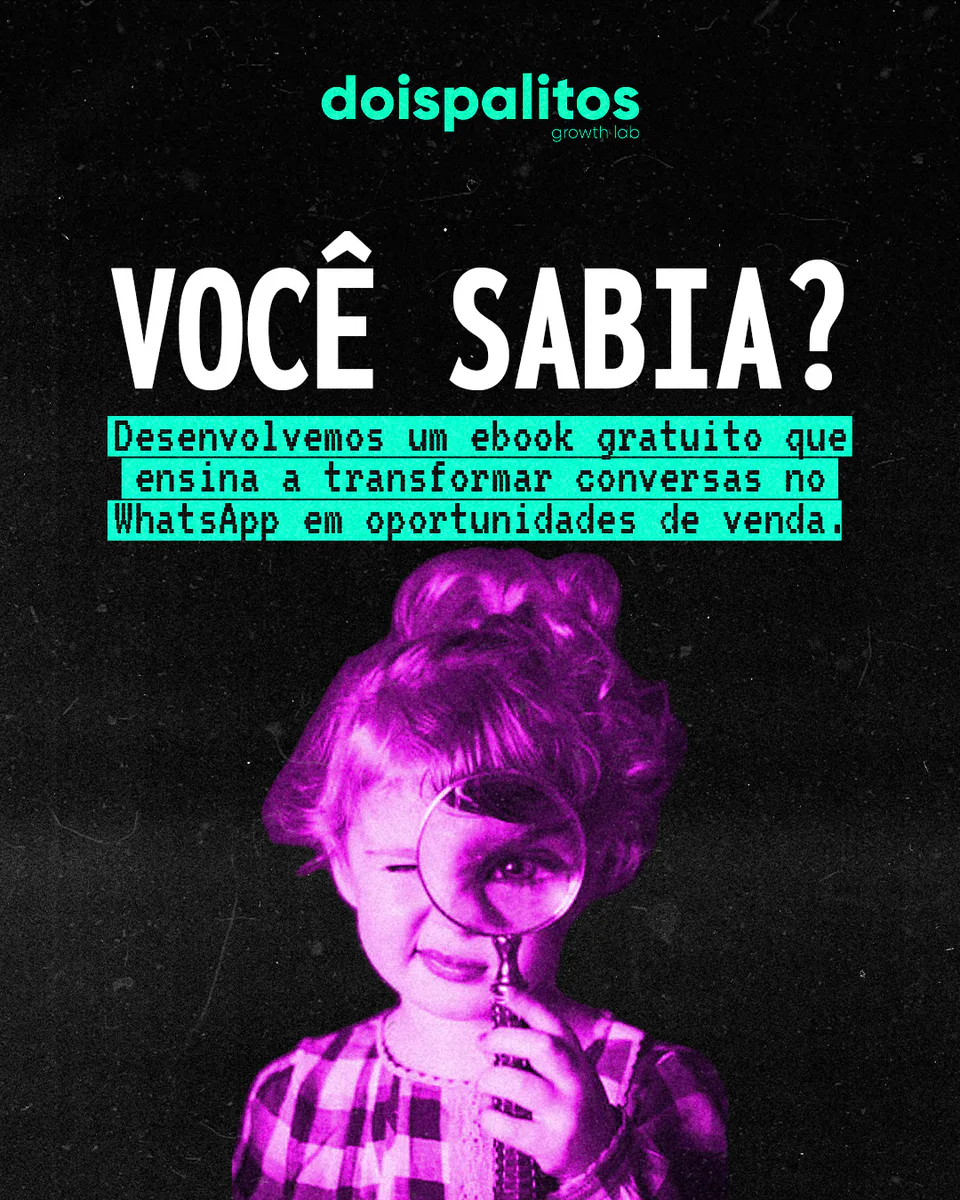 doispalitos
growth lab
VOCÊ SABIA?
Desenvolvemos um ebook gratuito que
ensina a transformar conversas no
WhatsApp em oportunidades de venda.